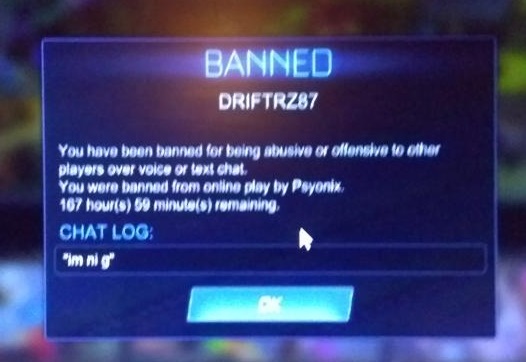 BANNED
DRIFTRZ87
You have been banned for being abusive or offensive to other
players over voice or text chat.
You were banned from online play by Psyonix.
167 hour(s) 59 minute(s) remaining.
CHAT LOG:
"im ni g"
OK